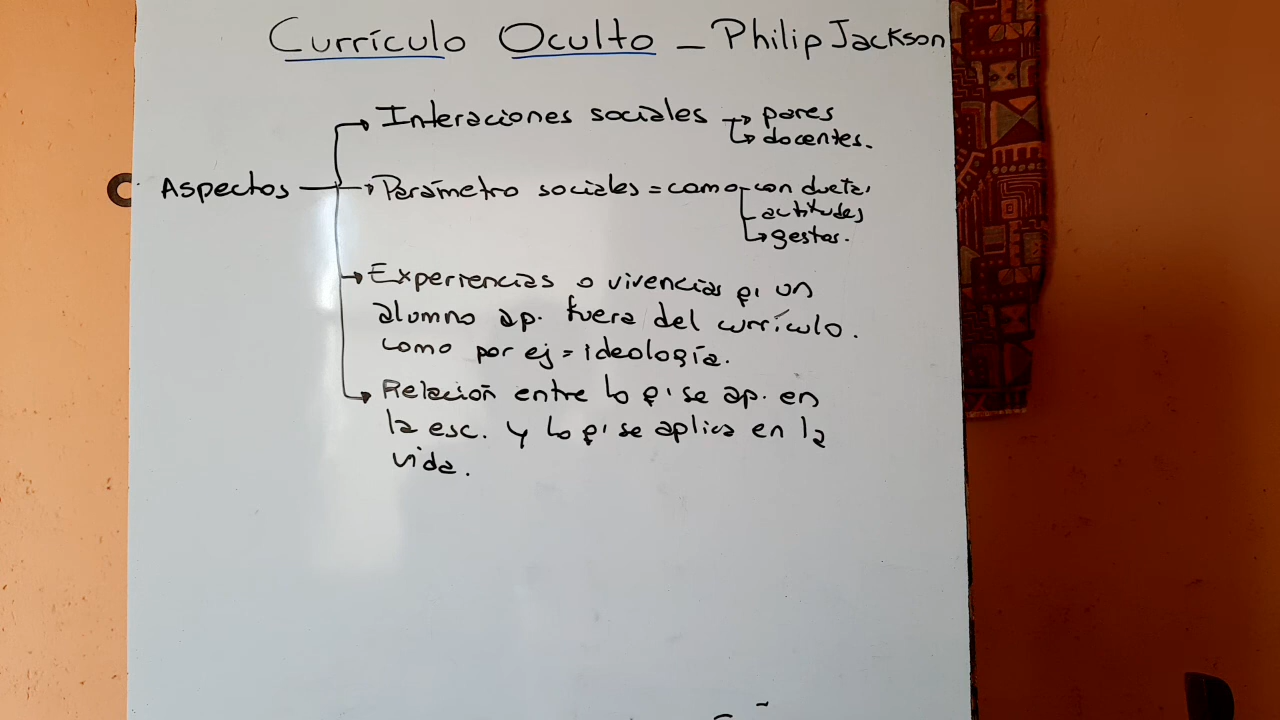 Currículo Oculto - Philip Jackson
Interaciones sociales → pares
↳ docentes.
Aspectos → Parámetro sociales = como conducta,
actitudes
↳ gestos.
→ Experiencias o vivencias q' un
alumno ap. fuera del currículo.
como por ej = ideología.
→ Relación entre lo q' se ap. en
la esc. y lo q' se aplica en la
vida.